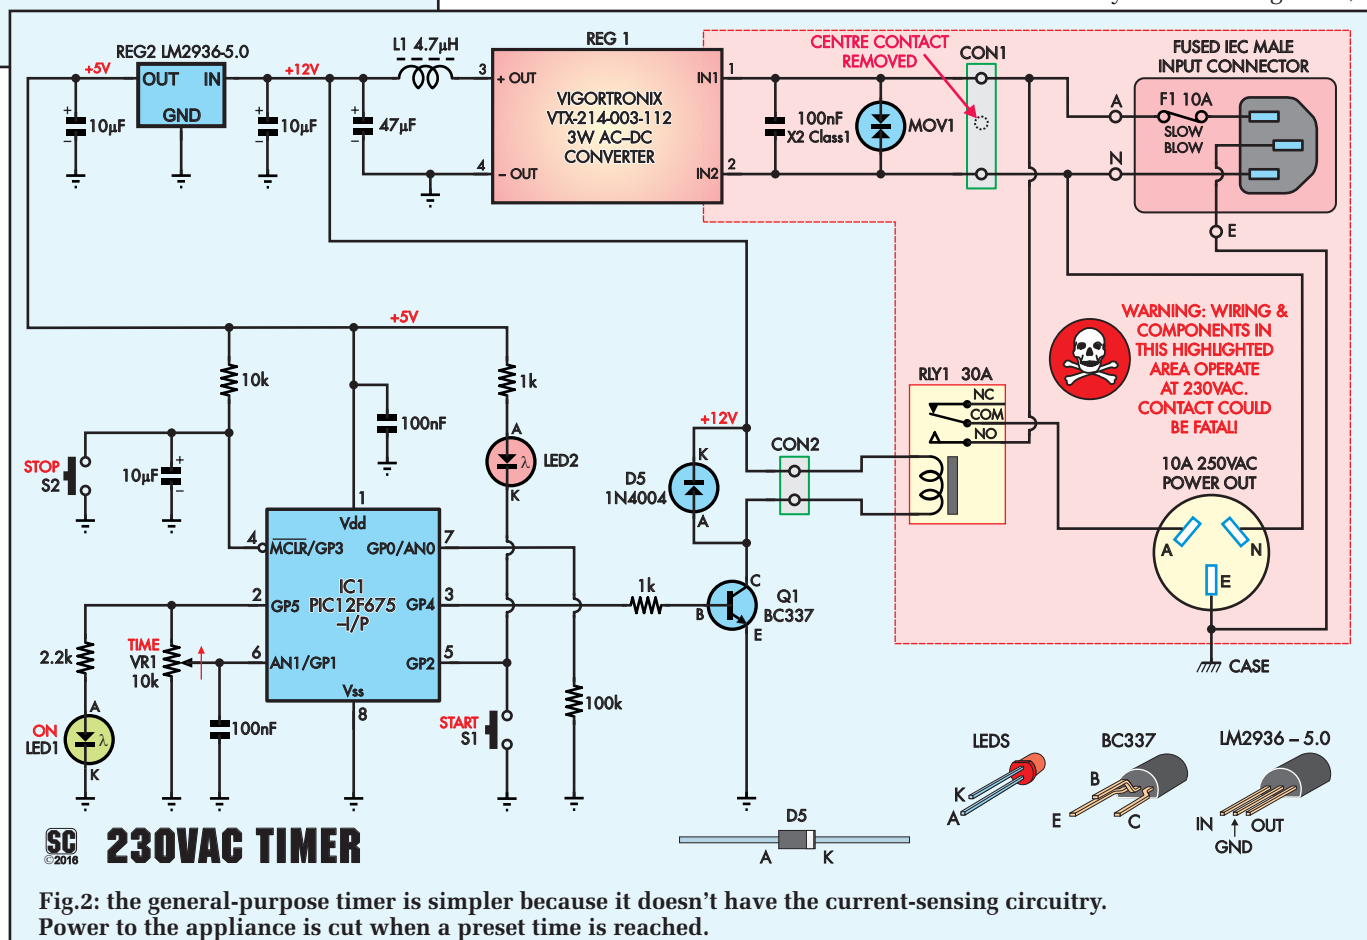 REG2 LM2936-5.0
+5V
OUT
IN
GND
+12V
10µF
10µF
47µF
L1 4.7µH
REG 1
3
+ OUT
4
– OUT
VIGORTRONIX
VTX-214-003-112
3W AC–DC
CONVERTER
IN1
1
IN2
2
CENTRE CONTACT
REMOVED
CON1
100nF
X2 Class1
MOV1
FUSED IEC MALE
INPUT CONNECTOR
A
F1 10A
SLOW
BLOW
N
E
WARNING: WIRING &
COMPONENTS IN
THIS HIGHLIGHTED
AREA OPERATE
AT 230VAC.
CONTACT COULD
BE FATAL!
+5V
10k
100nF
1k
A
λ
LED2
K
STOP
S2
10µF
+12V
K
D5
1N4004
A
CON2
RLY1 30A
NC
COM
NO
10A 250VAC
POWER OUT
A
N
E
CASE
1
Vdd
4
MCLR/GP3
GP0/AN0
7
2
GP5
IC1
PIC12F675
–I/P
GP4
3
6
AN1/GP1
GP2
5
Vss
8
1k
B
C
Q1
BC337
E
2.2k
TIME
VR1
10k
100nF
A
ON
LED1
λ
K
START
S1
100k
LEDS
K
A
BC337
B
E
C
LM2936 – 5.0
IN
OUT
GND
D5
A
K
SC
©2016
230VAC TIMER
Fig.2: the general-purpose timer is simpler because it doesn't have the current-sensing circuitry.
Power to the appliance is cut when a preset time is reached.